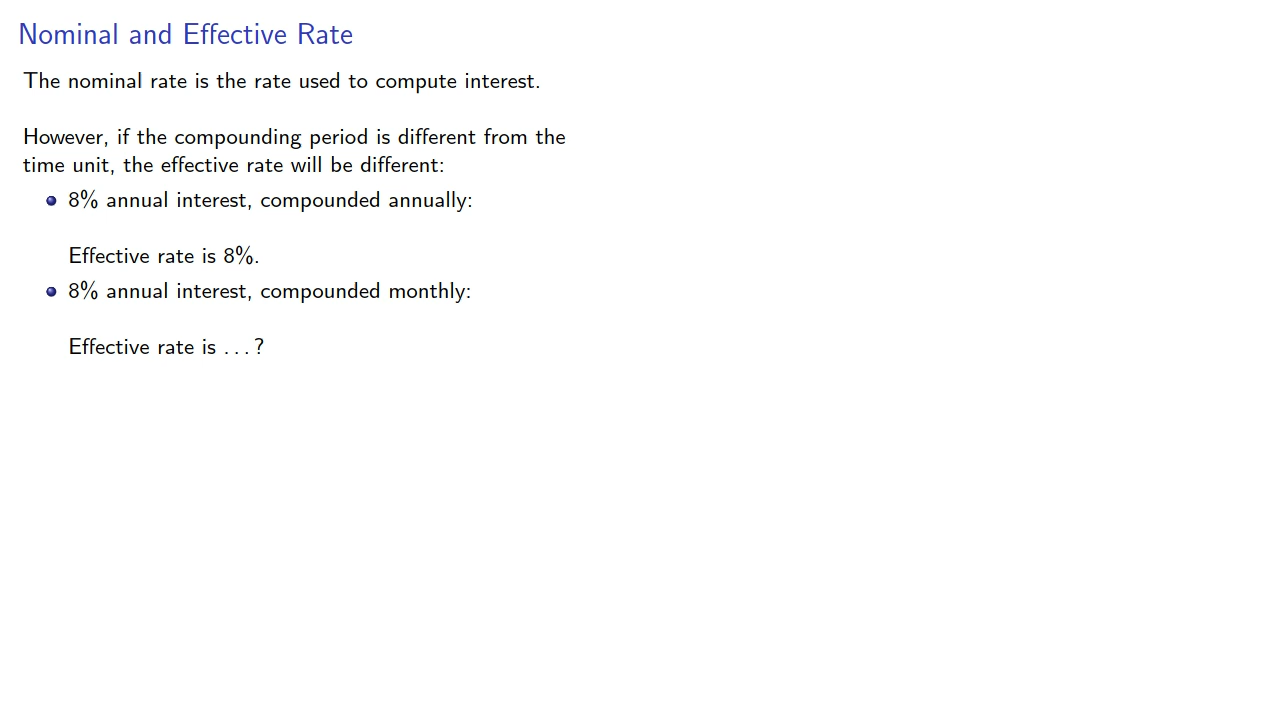 Nominal and Effective Rate
The nominal rate is the rate used to compute interest.
However, if the compounding period is different from the
time unit, the effective rate will be different:
8% annual interest, compounded annually:
Effective rate is 8%.
8% annual interest, compounded monthly:
Effective rate is . . . ?